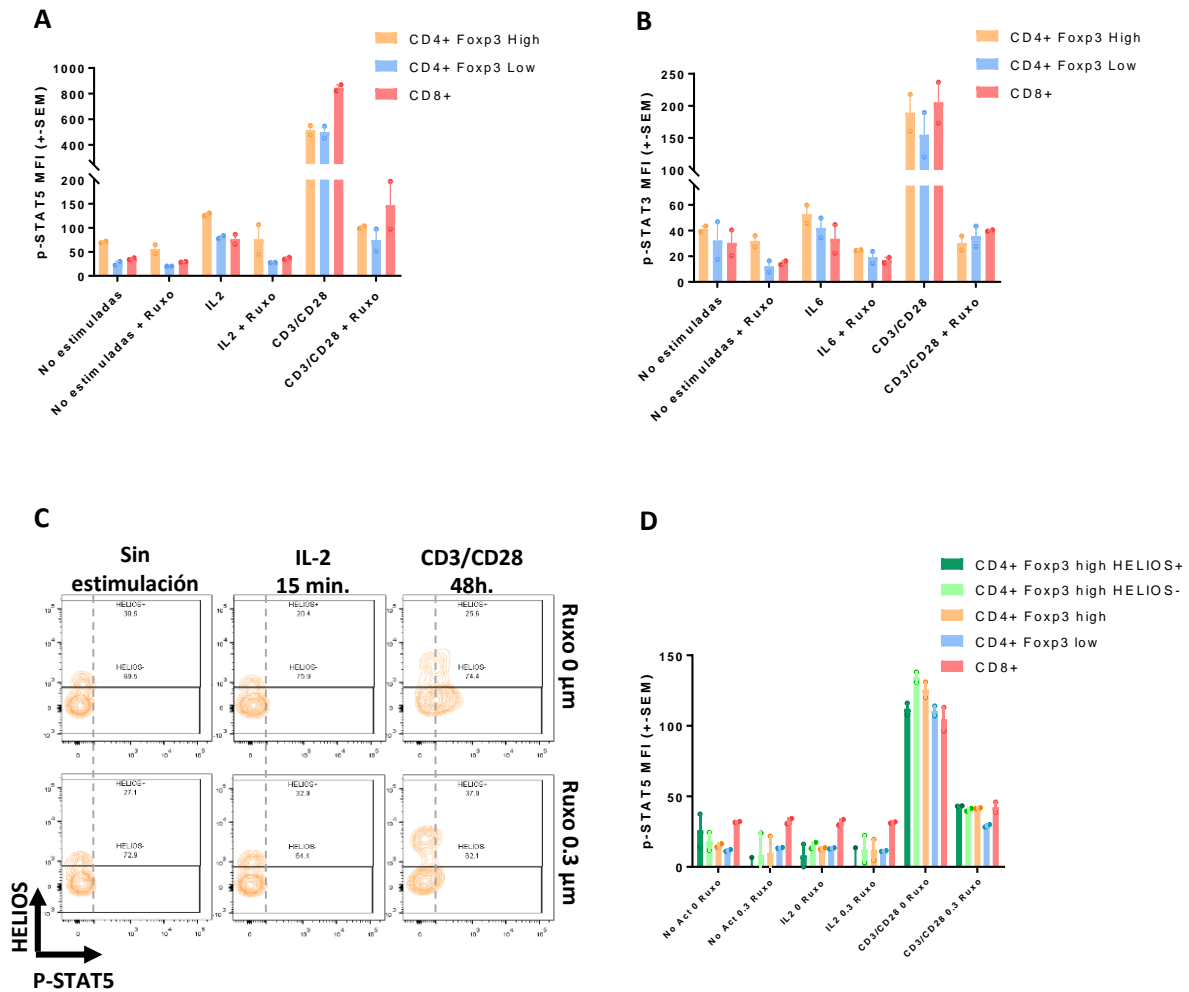 A
CD4+ Foxp3 High
CD4+ Foxp3 Low
CD8+
p-STAT5 MFI (+-SEM)
1000
800
600
400
200
150
100
50
0
No estimuladas
No estimuladas + Ruxo
IL2
IL2 + Ruxo
CD3/CD28
CD3/CD28 + Ruxo
B
CD4+ Foxp3 High
CD4+ Foxp3 Low
CD8+
p-STAT3 MFI (+-SEM)
250
200
150
100
60
40
20
0
No estimuladas
No estimuladas + Ruxo
IL6
IL6 + Ruxo
CD3/CD28
CD3/CD28 + Ruxo
C
Sin estimulación
IL-2 15 min.
CD3/CD28 48h.
Ruxo 0 µm
HELIOS+
HELIOS-
69.5
HELIOS+
20.4
HELIOS-
75.9
HELIOS+
25.6
HELIOS-
74.4
Ruxo 0.3 µm
HELIOS+
27.1
HELIOS-
72.9
HELIOS+
32.9
HELIOS-
64.4
HELIOS+
37.9
HELIOS-
62.1
HELIOS
P-STAT5
D
CD4+ Foxp3 high HELIOS+
CD4+ Foxp3 high HELIOS-
CD4+ Foxp3 high
CD4+ Foxp3 low
CD8+
p-STAT5 MFI (+-SEM)
150
100
50
0
No Act 0 Ruxo
No Act 0.3 Ruxo
IL2 0 Ruxo
IL2 0.3 Ruxo
CD3/CD28 0 Ruxo
CD3/CD28 0.3 Ruxo